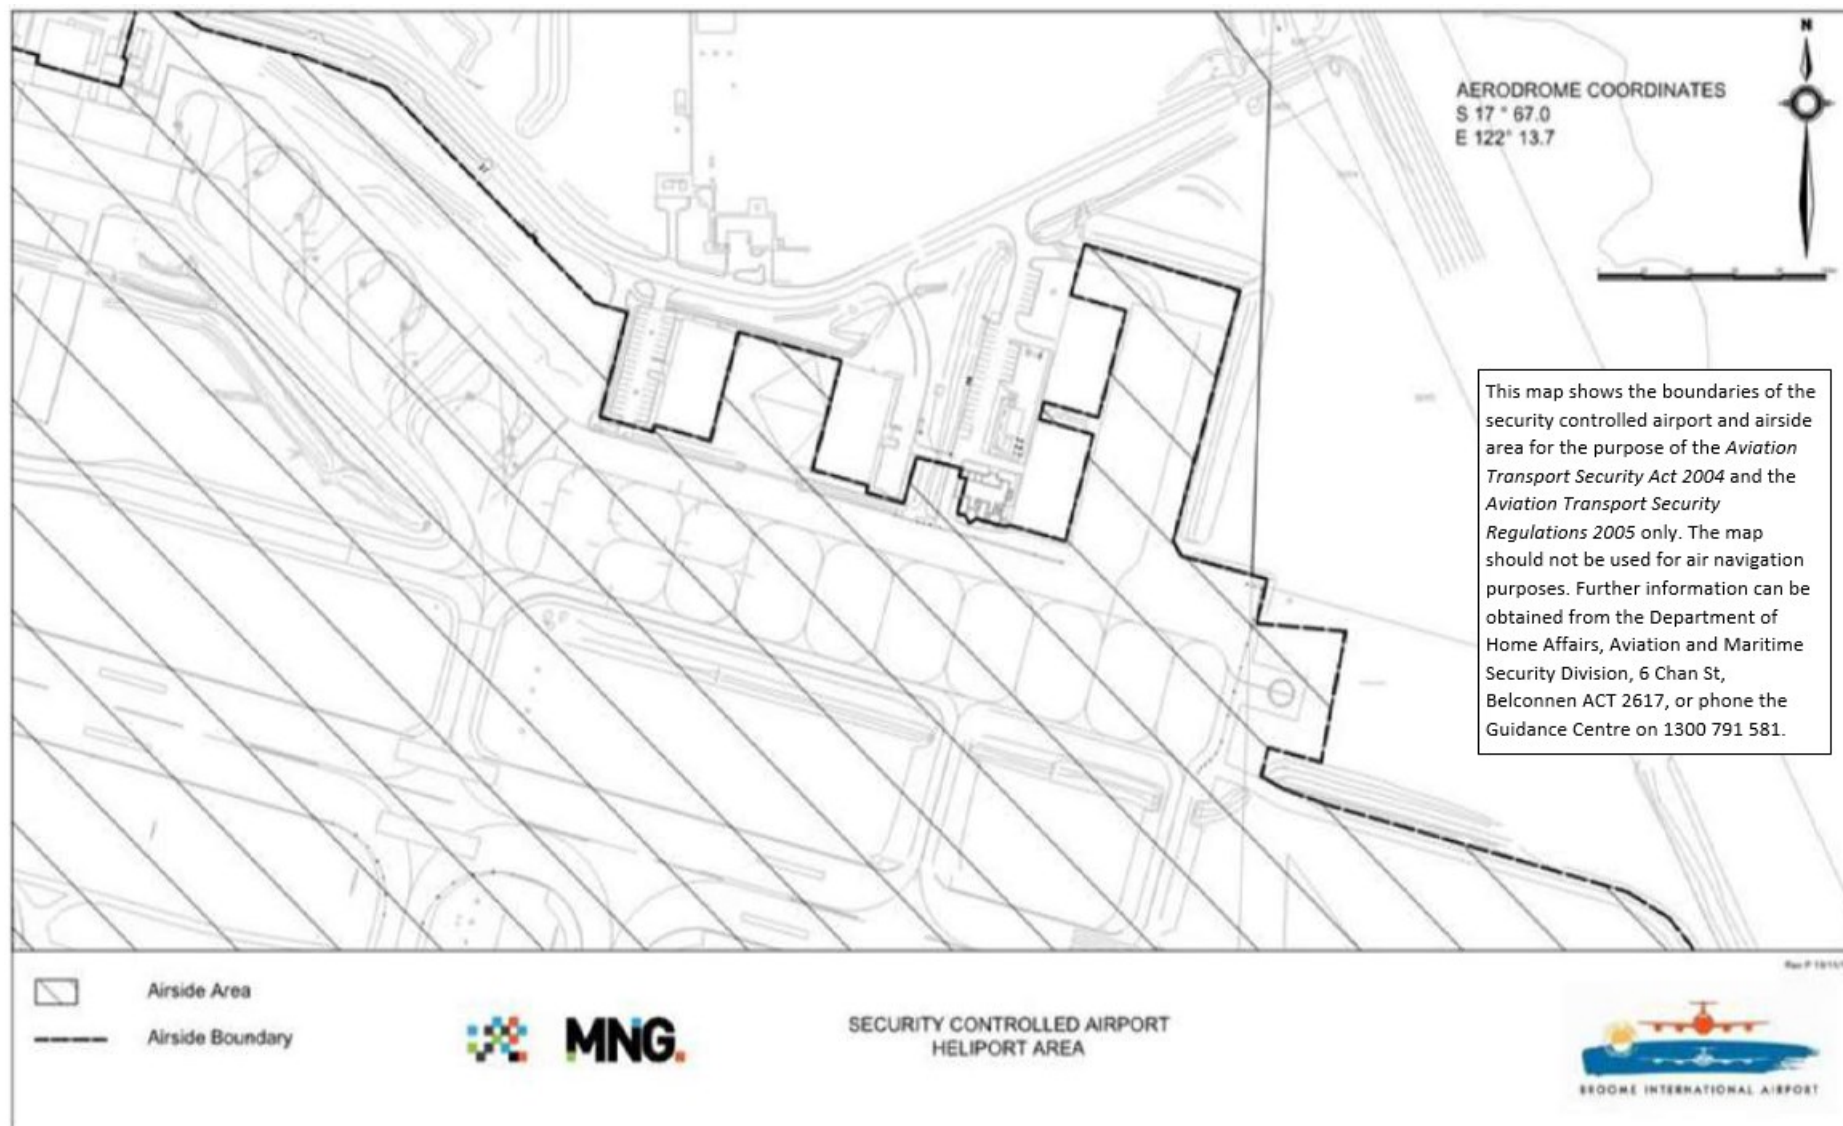 N
AERODROME COORDINATES
S 17 ° 67.0
E 122° 13.7
This map shows the boundaries of the
security controlled airport and airside
area for the purpose of the Aviation
Transport Security Act 2004 and the
Aviation Transport Security
Regulations 2005 only. The map
should not be used for air navigation
purposes. Further information can be
obtained from the Department of
Home Affairs, Aviation and Maritime
Security Division, 6 Chan St,
Belconnen ACT 2617, or phone the
Guidance Centre on 1300 791 581.
Airside Area
Airside Boundary
MNG.
SECURITY CONTROLLED AIRPORT
HELIPORT AREA
BROOME INTERNATIONAL AIRPORT